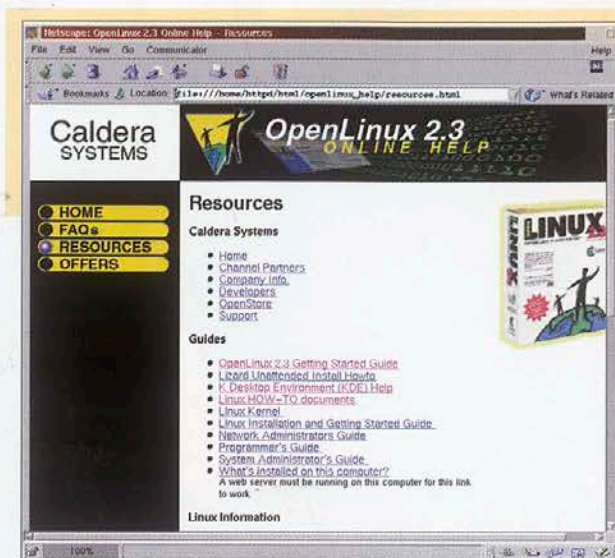 Netscape: OpenLinux 2.3 Online Help - Resources
File Edit View Go Communicator Help
Bookmarks Location: file:///home/httpd/html/openlinux_help/resources.html What's Related
Caldera
SYSTEMS
OpenLinux 2.3
ONLINE HELP
HOME
FAQs
RESOURCES
OFFERS
Resources
Caldera Systems
Home
Channel Partners
Company Info.
Developers
OpenStore
Support
LINUX
Guides
OpenLinux 2.3 Getting Started Guide
Lizard Unattended Install Howto
K Desktop Environment (KDE) Help
Linux HOW-TO documents
Linux Kernel
Linux Installation and Getting Started Guide
Network Administrators Guide
Programmer's Guide
System Administrator's Guide
What's installed on this computer?
A web server must be running on this computer for this link
to work.
Linux Information
100%